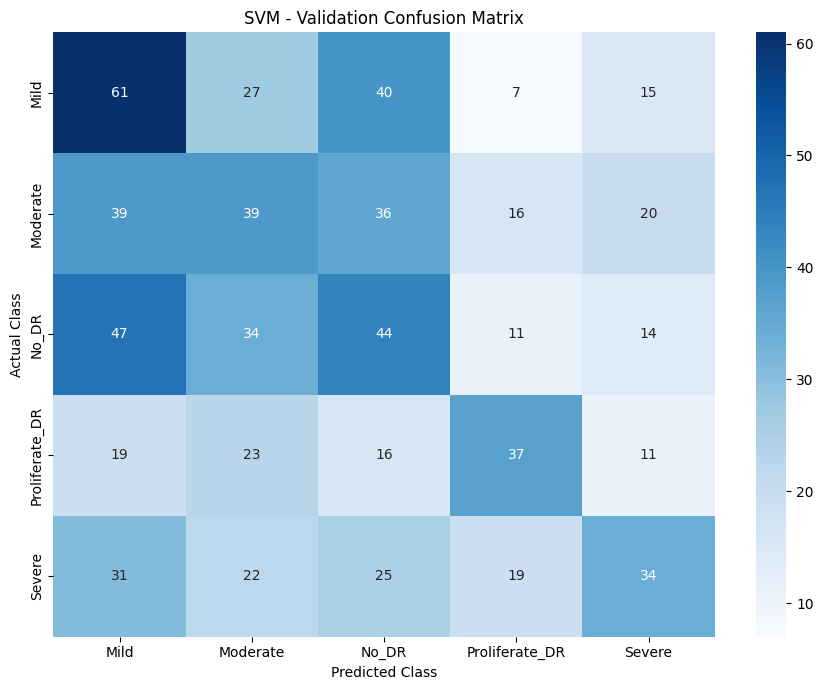 SVM - Validation Confusion Matrix
Actual Class
Mild
61 27 40 7 15
Moderate
39 39 36 16 20
No_DR
47 34 44 11 14
Proliferate_DR
19 23 16 37 11
Severe
31 22 25 19 34
Mild Moderate No_DR Proliferate_DR Severe
Predicted Class
60
50
40
30
20
10